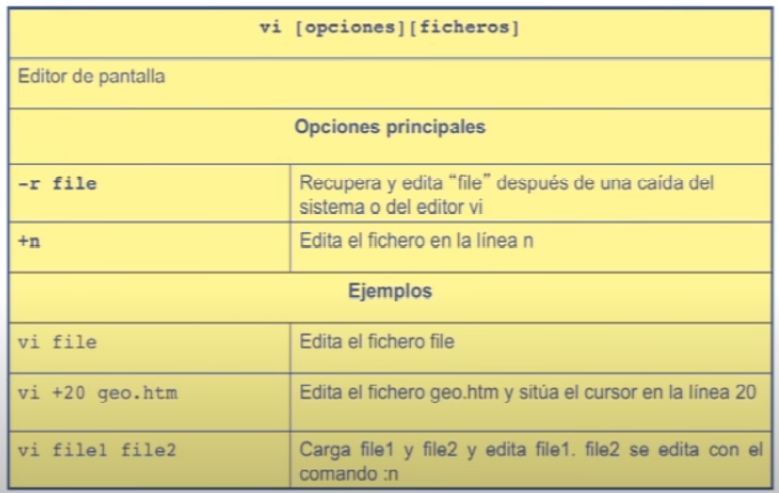 vi [opciones][ficheros]
Editor de pantalla
Opciones principales
-r file
Recupera y edita “file” después de una caída del
sistema o del editor vi
+n
Edita el fichero en la línea n
Ejemplos
vi file
Edita el fichero file
vi +20 geo.htm
Edita el fichero geo.htm y sitúa el cursor en la línea 20
vi file1 file2
Carga file1 y file2 y edita file1. file2 se edita con el
comando :n